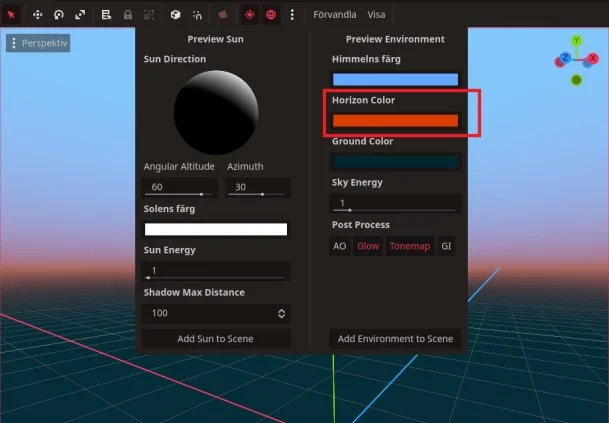 Förvandla Visa
Perspektiv
Preview Sun
Sun Direction
Angular Altitude Azimuth
60 30
Solens färg
Sun Energy
1
Shadow Max Distance
100
Add Sun to Scene
Preview Environment
Himmelns färg
Horizon Color
Ground Color
Sky Energy
1
Post Process
AO Glow Tonemap GI
Add Environment to Scene
Y
Z X